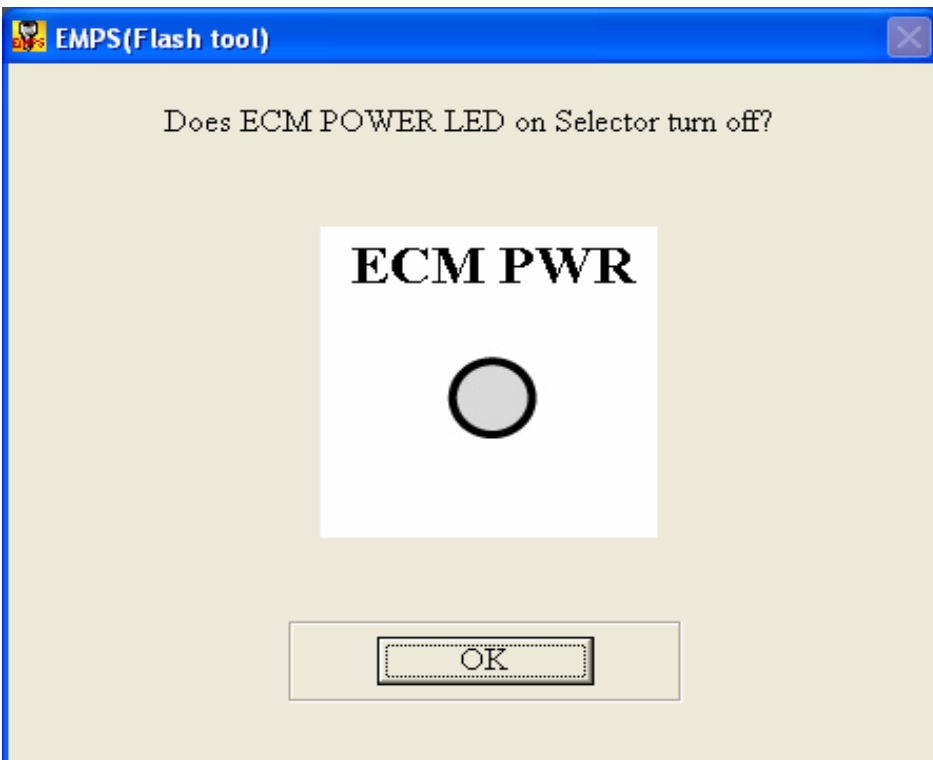 EMPS(Flash tool)
Does ECM POWER LED on Selector turn off?
ECM PWR
OK